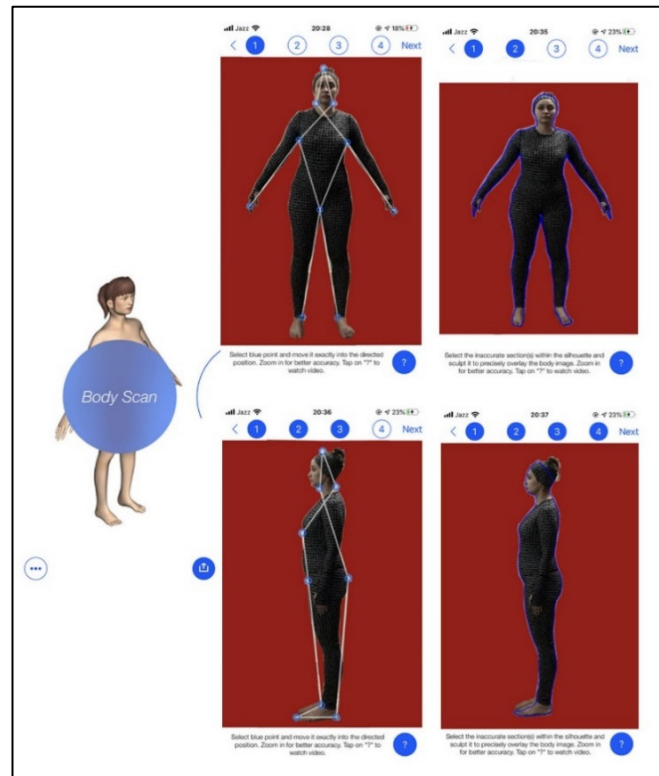 Jazz 20:28 18%
1 2 3 4 Next
Select blue point and move it exactly into the directed
position. Zoom in for better accuracy. Tap on "?" to
watch video.
?
Jazz 20:35 23%
1 2 3 4 Next
Select the inaccurate section(s) within the silhouette and
sculpt it to precisely overlay the body image. Zoom in
for better accuracy. Tap on "?" to watch video.
?
Body Scan
Jazz 20:36 23%
1 2 3 4 Next
Select blue point and move it exactly into the directed
position. Zoom in for better accuracy. Tap on "?" to
watch video.
?
Jazz 20:37 23%
1 2 3 4 Next
Select the inaccurate section(s) within the silhouette and
sculpt it to precisely overlay the body image. Zoom in
for better accuracy. Tap on "?" to watch video.
?